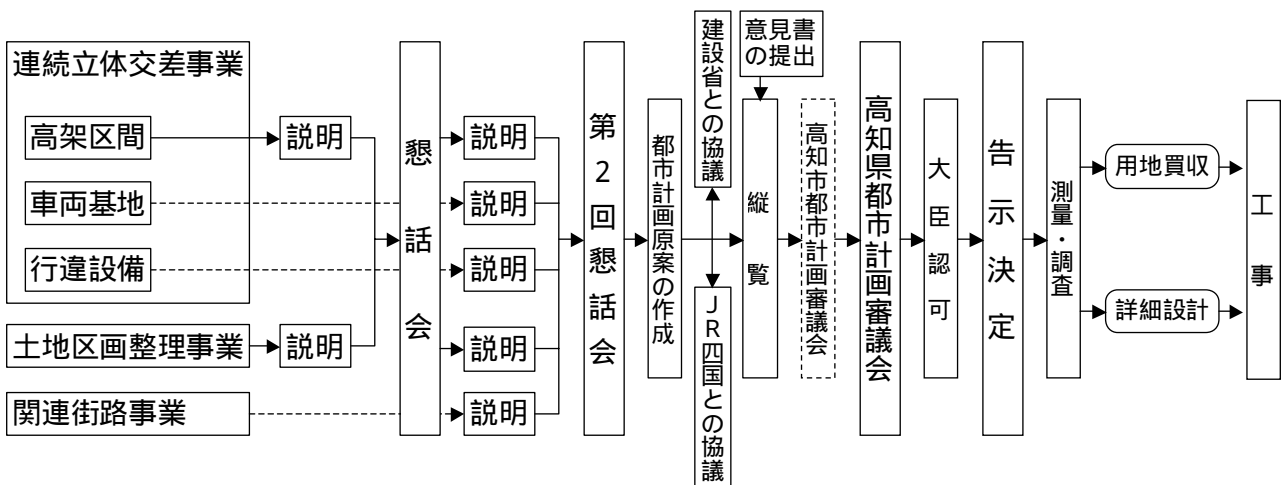 連続立体交差事業
高架区間
車両基地
行違設備
土地区画整理事業
関連街路事業
説明
説明
懇話会
説明
説明
説明
説明
説明
第2回懇話会
都市計画原案の作成
建設省との協議
JR四国との協議
意見書
の提出
縦覧
高知市都市計画審議会
高知県都市計画審議会
大臣認可
告示決定
測量・調査
用地買収
詳細設計
工事